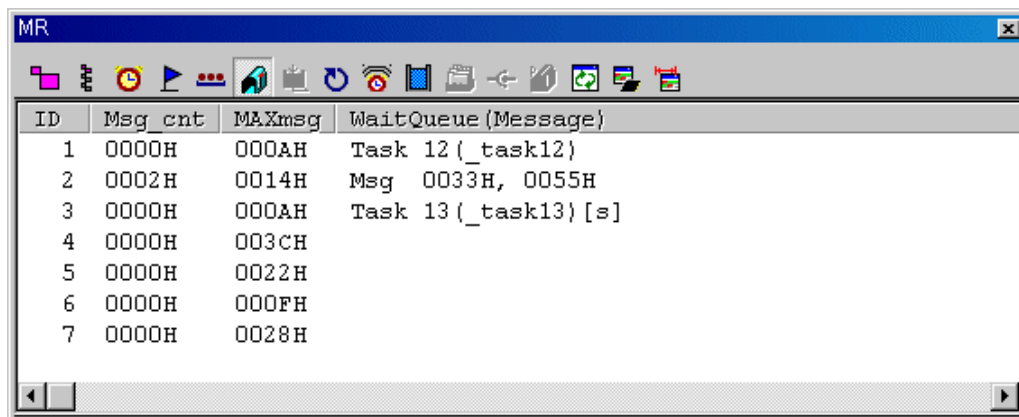 MR
ID Msg_cnt MAXmsg WaitQueue(Message)
1 0000H 000AH Task 12(_task12)
2 0002H 0014H Msg 0033H, 0055H
3 0000H 000AH Task 13(_task13)[s]
4 0000H 003CH
5 0000H 0022H
6 0000H 000FH
7 0000H 0028H